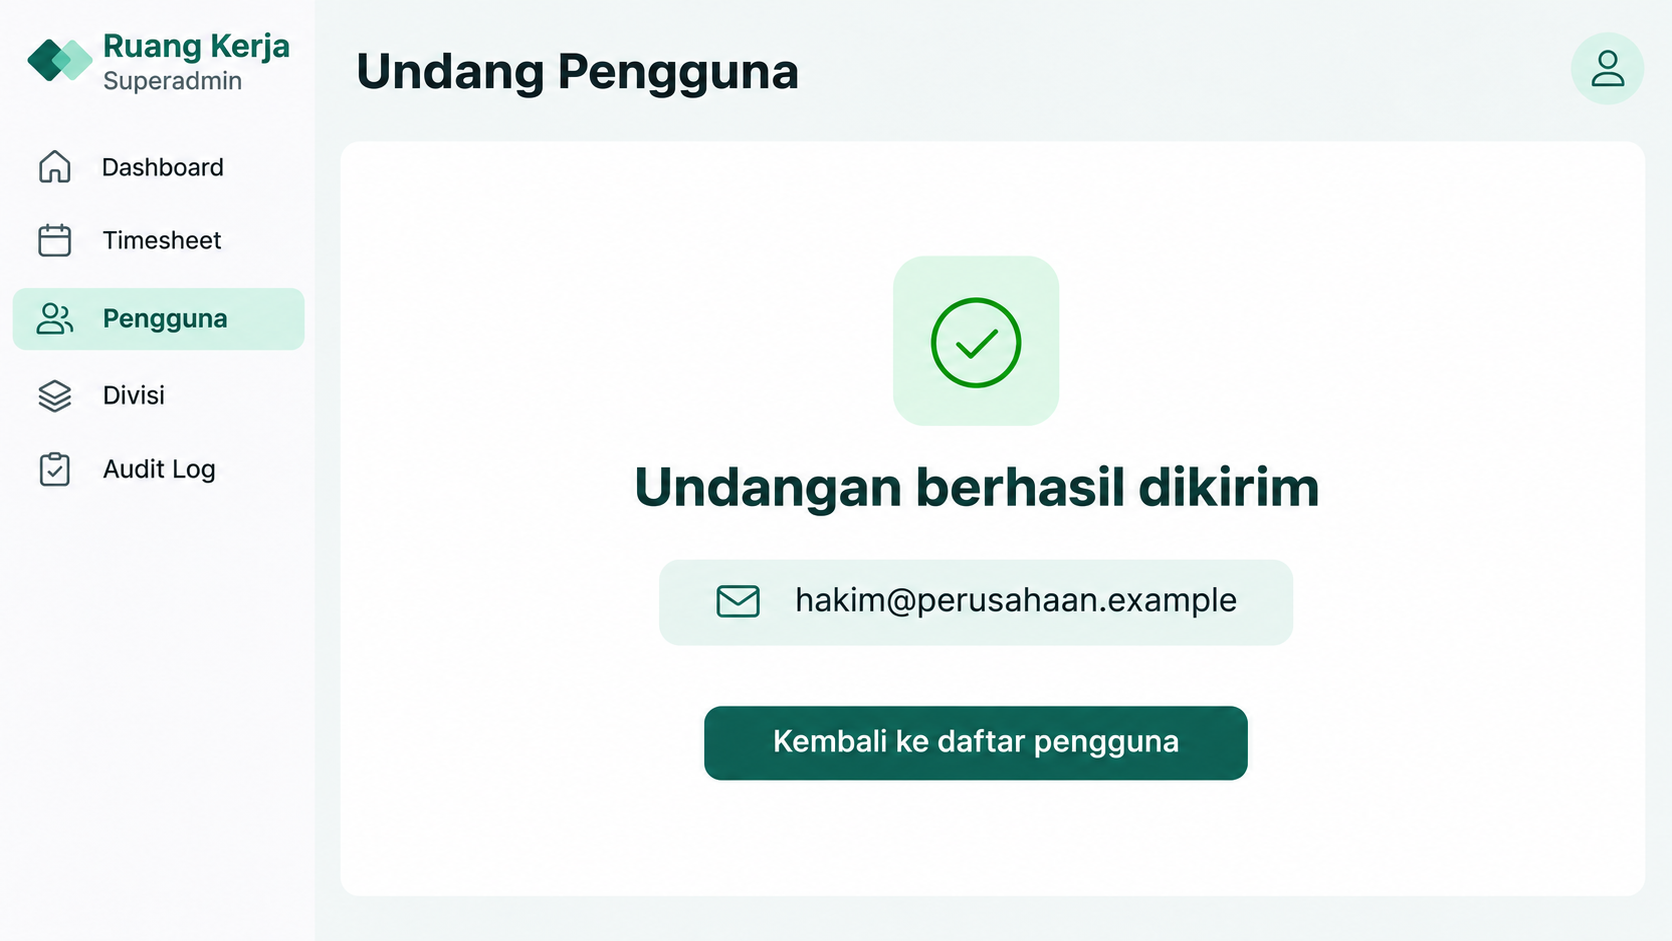 Ruang Kerja
Superadmin
Dashboard
Timesheet
Pengguna
Divisi
Audit Log
Undang Pengguna
Undangan berhasil dikirim
hakim@perusahaan.example
Kembali ke daftar pengguna